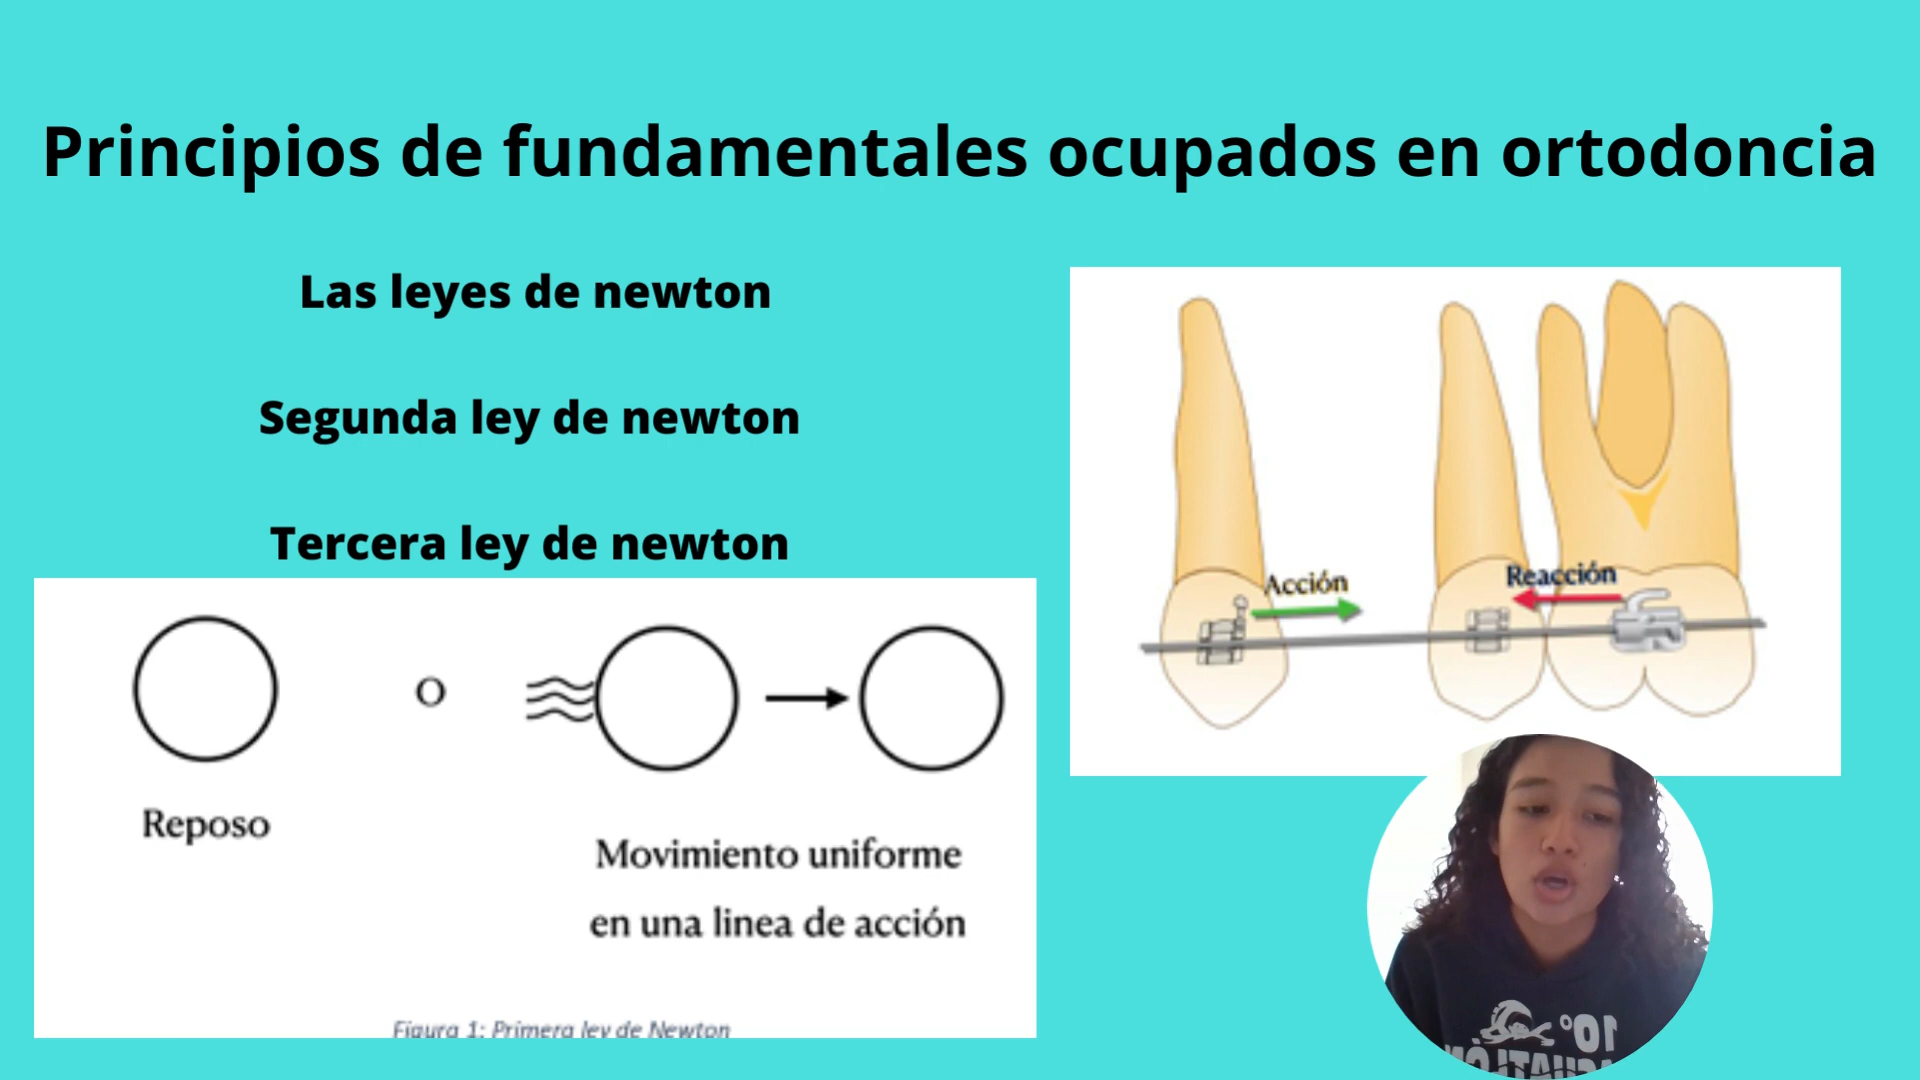 Principios de fundamentales ocupados en ortodoncia
Las leyes de newton
Segunda ley de newton
Tercera ley de newton
Acción
Reacción
O
Reposo
Movimiento uniforme
en una linea de acción
Figura 1: Primera ley de Newton
10°